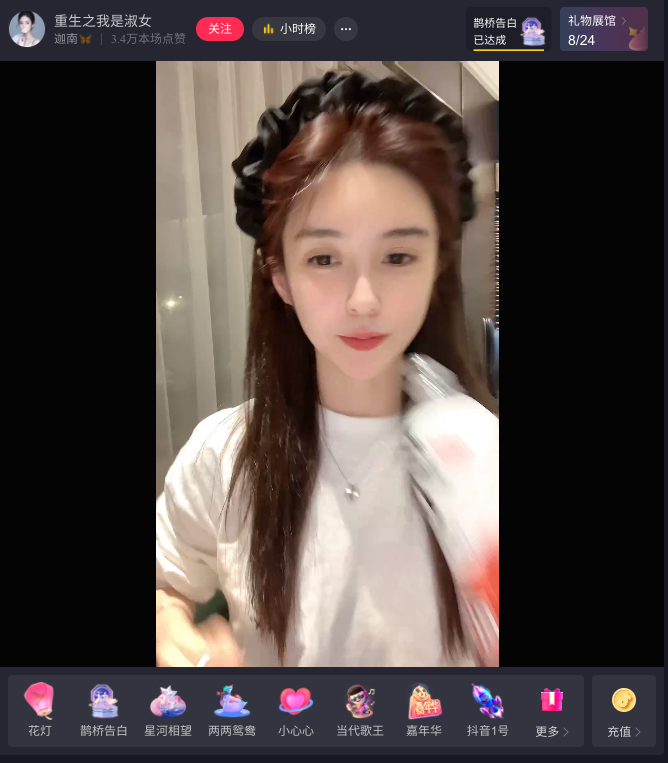 重生之我是淑女
迦南🦋 | 3.4万本场点赞
关注
小时榜
鹊桥告白
已达成
礼物展馆
8/24
花灯
鹊桥告白
星河相望
两两鸳鸯
小心心
当代歌王
嘉年华
嘉年华
抖音1号
更多
充值